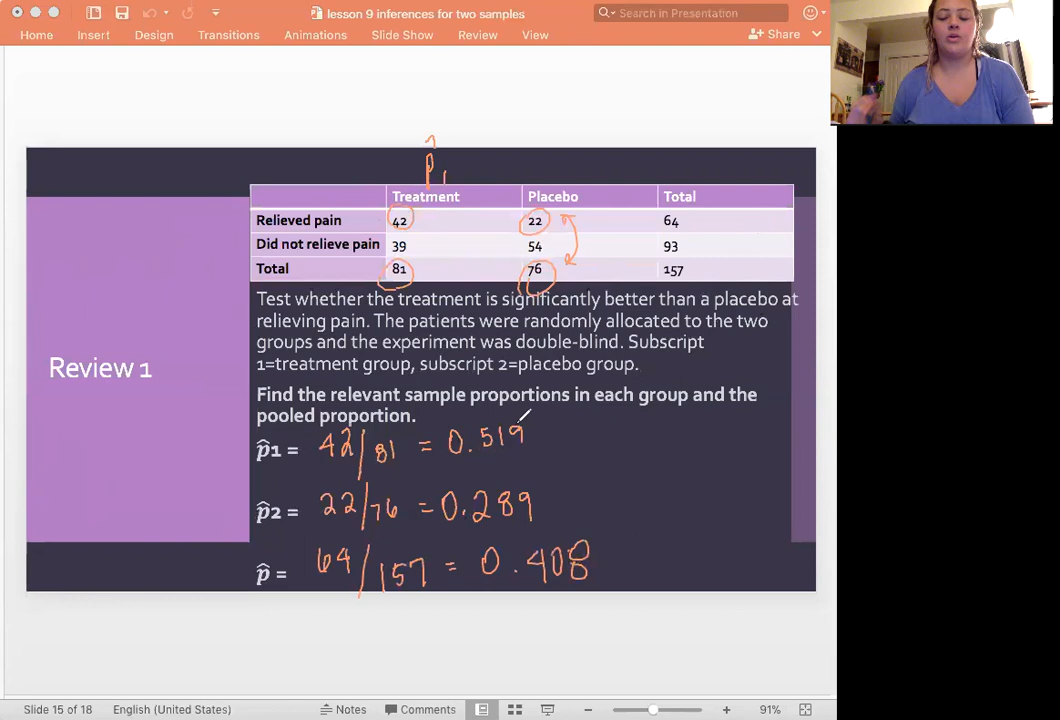 lesson 9 inferences for two samples
Search in Presentation
Home Insert Design Transitions Animations Slide Show Review View Share
p̂1
Treatment Placebo Total
Relieved pain 42 22 64
Did not relieve pain 39 54 93
Total 81 76 157
Test whether the treatment is significantly better than a placebo at
relieving pain. The patients were randomly allocated to the two
groups and the experiment was double-blind. Subscript
1=treatment group, subscript 2=placebo group.
Review 1
Find the relevant sample proportions in each group and the
pooled proportion.
p̂1 = 42/81 = 0.519
p̂2 = 22/76 = 0.289
p̂ = 64/157 = 0.408
Slide 15 of 18 English (United States) Notes Comments 91%